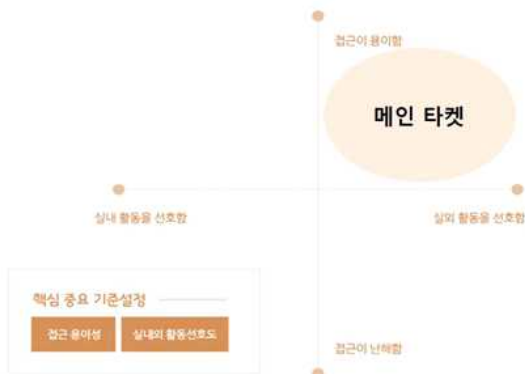 접근이 용이함
메인 타켓
실내 활동을 선호함
실외 활동을 선호함
핵심 중요 기준설정
접근 용이성
실내외 활동선호도
접근이 난해함